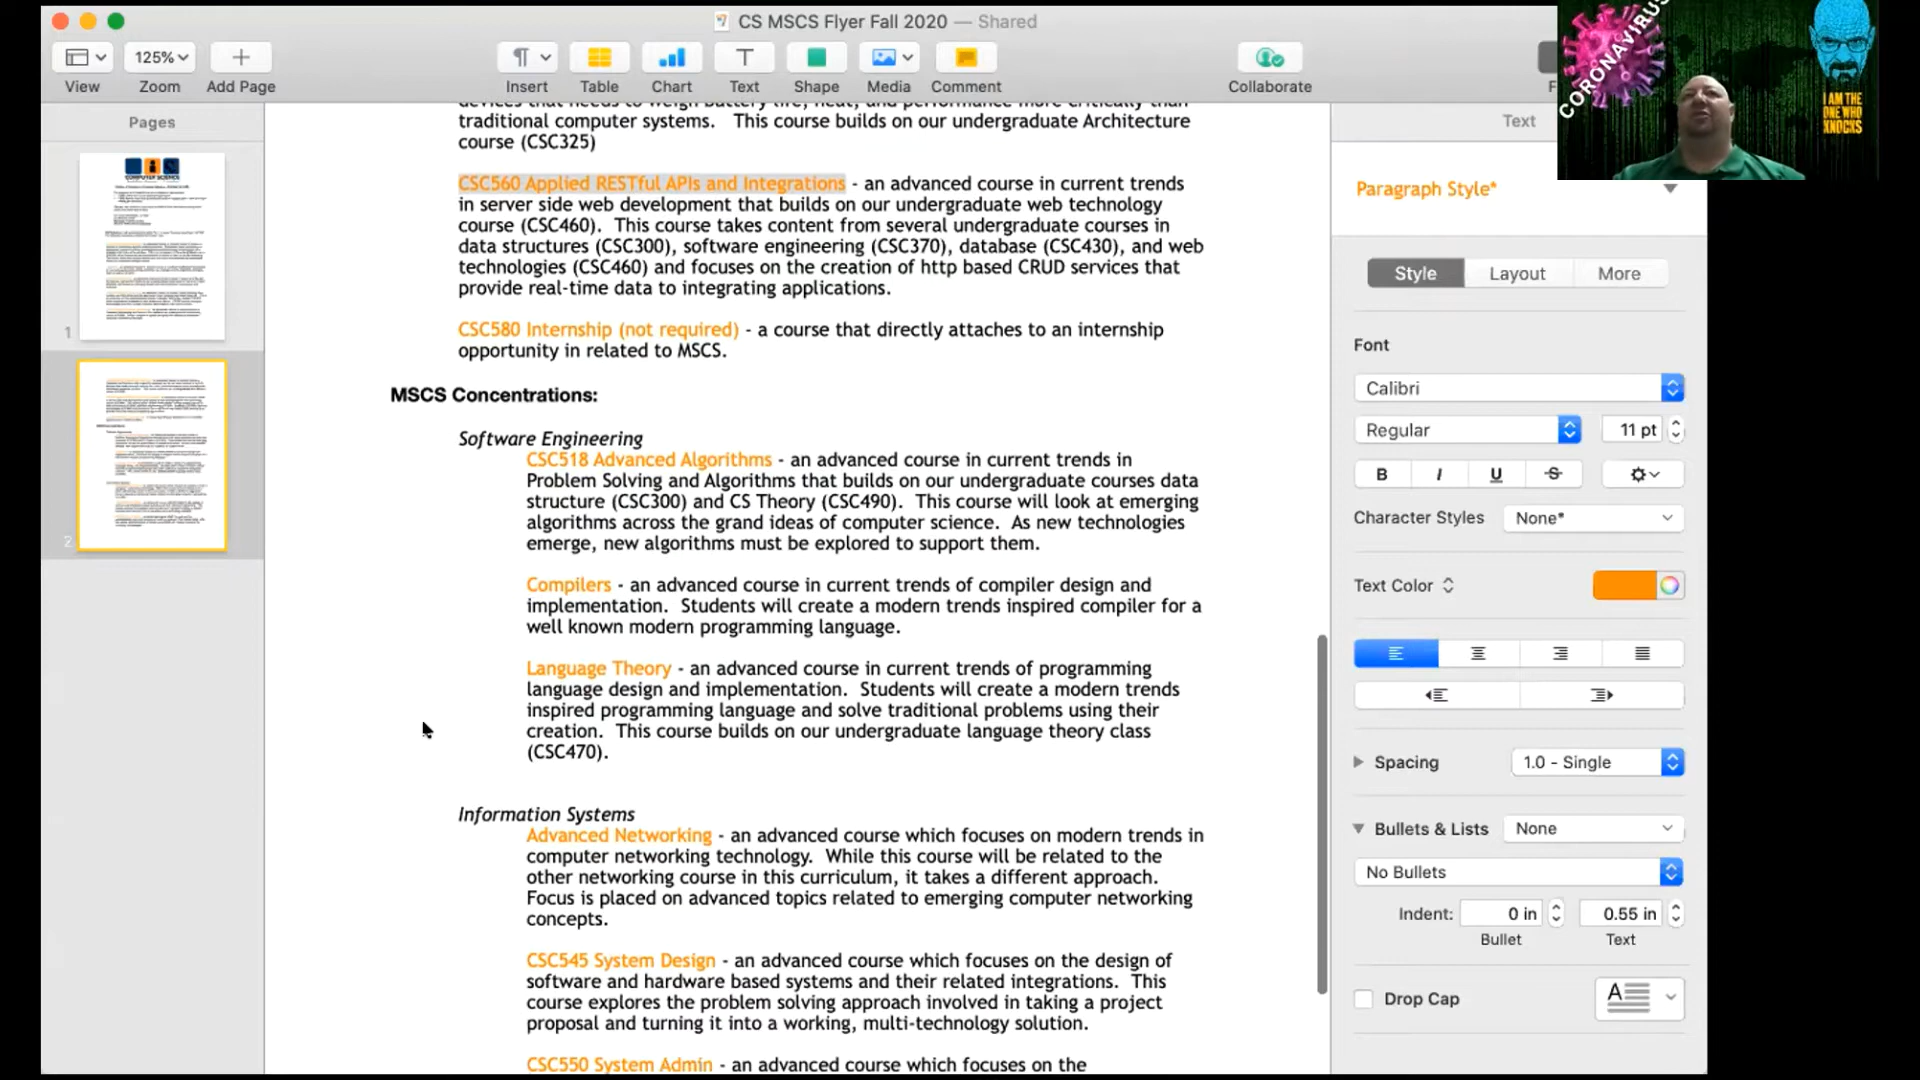 CS MSCS Flyer Fall 2020 — Shared
View
125%
Zoom
Add Page
Insert
Table
Chart
Text
Shape
Media
Comment
Collaborate
CORONAVIRUS
I AM THE
ONE WHO
KNOCKS
Pages
1
COMPUTER SCIENCE
2
traditional computer systems. This course builds on our undergraduate Architecture
course (CSC325)
CSC560 Applied RESTful APIs and Integrations - an advanced course in current trends
in server side web development that builds on our undergraduate web technology
course (CSC460). This course takes content from several undergraduate courses in
data structures (CSC300), software engineering (CSC370), database (CSC430), and web
technologies (CSC460) and focuses on the creation of http based CRUD services that
provide real-time data to integrating applications.
CSC580 Internship (not required) - a course that directly attaches to an internship
opportunity in related to MSCS.
MSCS Concentrations:
Software Engineering
CSC518 Advanced Algorithms - an advanced course in current trends in
Problem Solving and Algorithms that builds on our undergraduate courses data
structure (CSC300) and CS Theory (CSC490). This course will look at emerging
algorithms across the grand ideas of computer science. As new technologies
emerge, new algorithms must be explored to support them.
Compilers - an advanced course in current trends of compiler design and
implementation. Students will create a modern trends inspired compiler for a
well known modern programming language.
Language Theory - an advanced course in current trends of programming
language design and implementation. Students will create a modern trends
inspired programming language and solve traditional problems using their
creation. This course builds on our undergraduate language theory class
(CSC470).
Information Systems
Advanced Networking - an advanced course which focuses on modern trends in
computer networking technology. While this course will be related to the
other networking course in this curriculum, it takes a different approach.
Focus is placed on advanced topics related to emerging computer networking
concepts.
CSC545 System Design - an advanced course which focuses on the design of
software and hardware based systems and their related integrations. This
course explores the problem solving approach involved in taking a project
proposal and turning it into a working, multi-technology solution.
CSC550 System Admin - an advanced course which focuses on the
Text
Paragraph Style*
Style
Layout
More
Font
Calibri
Regular
11 pt
B
I
U
S
Character Styles
None*
Text Color
Spacing
1.0 - Single
Bullets & Lists
None
No Bullets
Indent:
0 in
0.55 in
Bullet
Text
Drop Cap
A